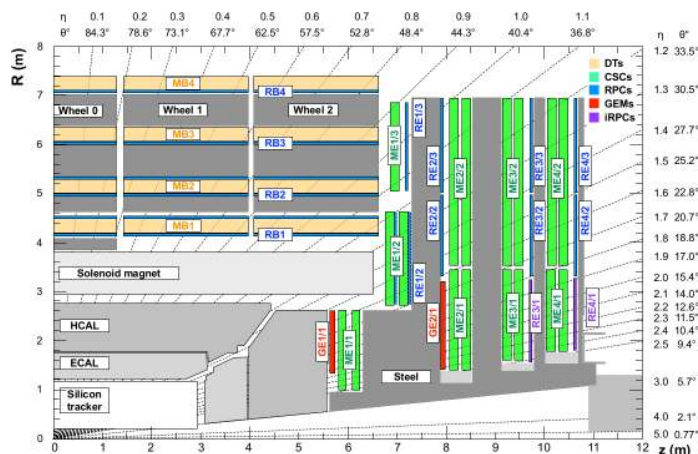 η 0.1 0.2 0.3 0.4 0.5 0.6 0.7 0.8 0.9 1.0 1.1 η θ°
θ° 84.3° 78.6° 73.1° 67.7° 62.5° 57.5° 52.8° 48.4° 44.3° 40.4° 36.8°
R (m)
8
7
6
5
4
3
2
1
0
1.2 33.5°
1.3 30.5°
1.4 27.7°
1.5 25.2°
1.6 22.8°
1.7 20.7°
1.8 18.8°
1.9 17.0°
2.0 15.4°
2.1 14.0°
2.2 12.6°
2.3 11.5°
2.4 10.4°
2.5 9.4°
3.0 5.7°
4.0 2.1°
5.0 0.77°
DTs
CSCs
RPCs
GEMs
iRPCs
MB4
RB4
Wheel 0
Wheel 1
Wheel 2
MB3
RB3
MB2
RB2
MB1
RB1
Solenoid magnet
HCAL
ECAL
Silicon
tracker
Steel
GE1/1
ME1/1
ME1/2
RE1/2
ME1/3
RE1/3
GE2/1
ME2/1
RE2/2
RE2/3
ME2/2
ME3/1
RE3/1
ME3/2
RE3/2
RE3/3
ME4/1
RE4/1
ME4/2
RE4/2
RE4/3
0 1 2 3 4 5 6 7 8 9 10 11 12
z (m)